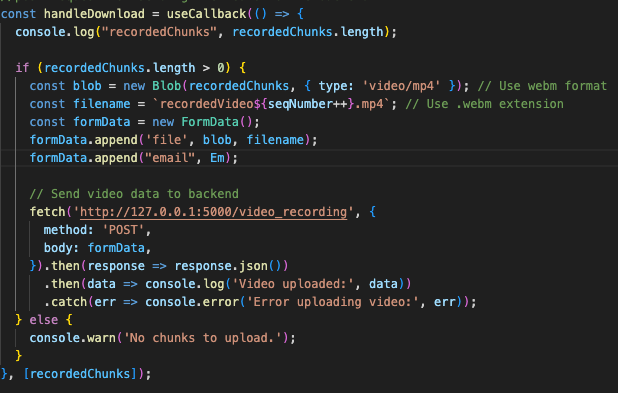 const handleDownload = useCallback(() => {
  console.log("recordedChunks", recordedChunks.length);

  if (recordedChunks.length > 0) {
    const blob = new Blob(recordedChunks, { type: 'video/mp4' }); // Use webm format
    const filename = `recordedVideo${seqNumber++}.mp4`; // Use .webm extension
    const formData = new FormData();
    formData.append('file', blob, filename);
    formData.append("email", Em);

    // Send video data to backend
    fetch('http://127.0.0.1:5000/video_recording', {
      method: 'POST',
      body: formData,
    }).then(response => response.json())
      .then(data => console.log('Video uploaded:', data))
      .catch(err => console.error('Error uploading video:', err));
  } else {
    console.warn('No chunks to upload.');
  }
}, [recordedChunks]);